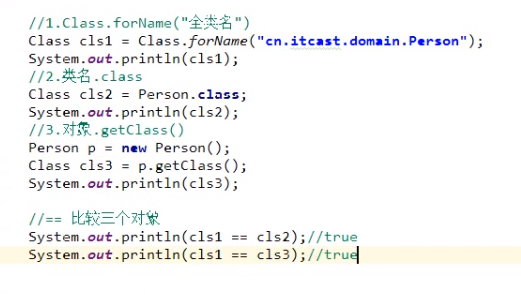 //1.Class.forName("全类名")
Class cls1 = Class.forName("cn.itcast.domain.Person");
System.out.println(cls1);
//2.类名.class
Class cls2 = Person.class;
System.out.println(cls2);
//3.对象.getClass()
Person p = new Person();
Class cls3 = p.getClass();
System.out.println(cls3);
//== 比较三个对象
System.out.println(cls1 == cls2);//true
System.out.println(cls1 == cls3);//true